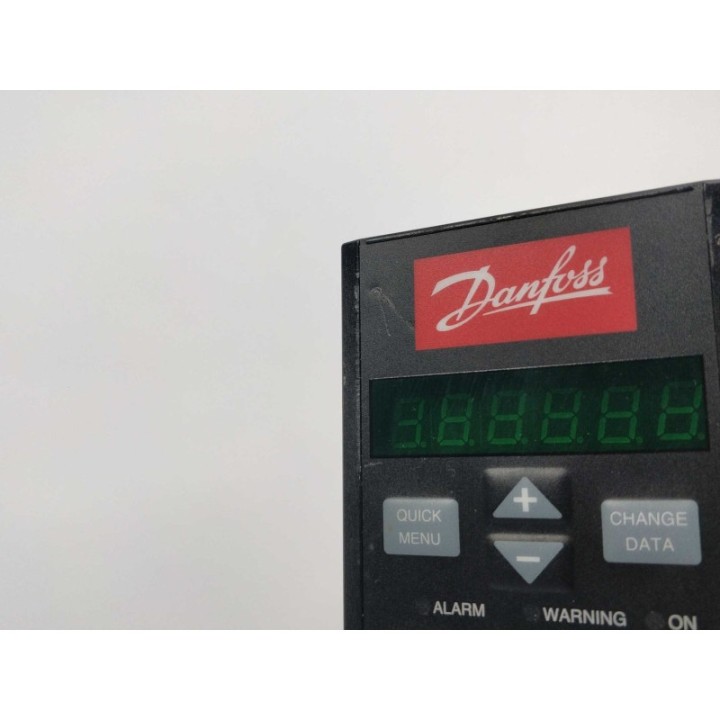 Danfoss
QUICK
MENU
+
-
CHANGE
DATA
ALARM
WARNING
ON